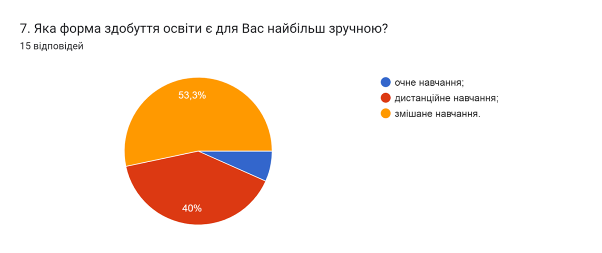 7. Яка форма здобуття освіти є для Вас найбільш зручною?
15 відповідей
53,3%
40%
очне навчання;
дистанційне навчання;
змішане навчання.